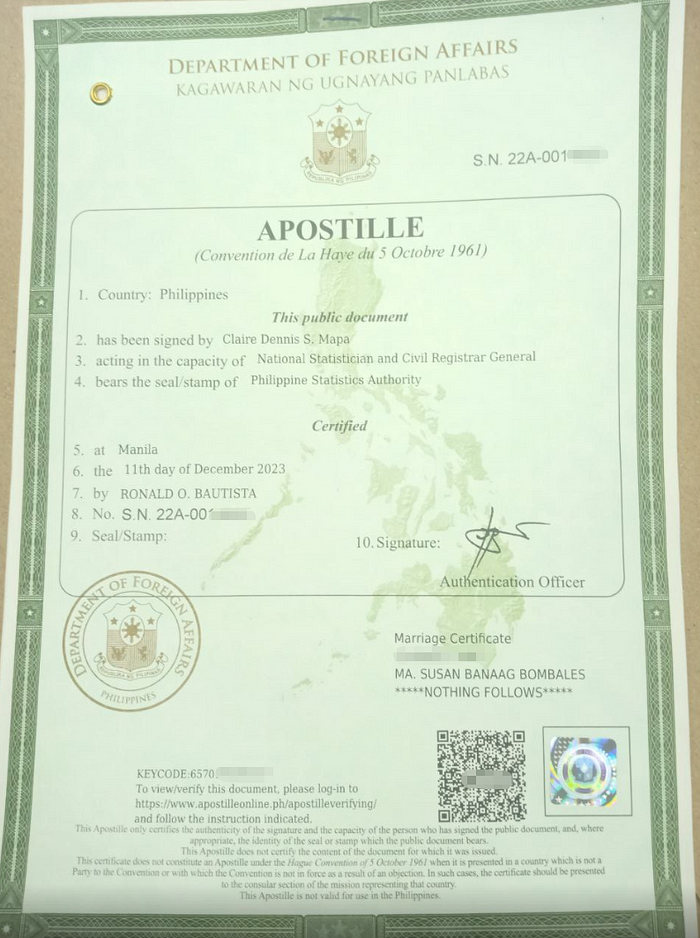 DEPARTMENT OF FOREIGN AFFAIRS
KAGAWARAN NG UGNAYANG PANLABAS
REPUBLIKA NG PILIPINAS
S.N. 22A-001
APOSTILLE
(Convention de La Haye du 5 Octobre 1961)
1. Country: Philippines
This public document
2. has been signed by Claire Dennis S. Mapa
3. acting in the capacity of National Statistician and Civil Registrar General
4. bears the seal/stamp of Philippine Statistics Authority
Certified
5. at Manila
6. the 11th day of December 2023
7. by RONALD O. BAUTISTA
8. No. S.N. 22A-001
9. Seal/Stamp:
10. Signature:
Authentication Officer
DEPARTMENT OF FOREIGN AFFAIRS
PHILIPPINES
Marriage Certificate
MA. SUSAN BANAAG BOMBALES
*****NOTHING FOLLOWS*****
KEYCODE:6570
To view/verify this document, please log-in to
https://www.apostilleonline.ph/apostilleverifying/
and follow the instruction indicated.
This Apostille only certifies the authenticity of the signature and the capacity of the person who has signed the public document, and, where
appropriate, the identity of the seal or stamp which the public document bears.
This Apostille does not certify the content of the document for which it was issued.
This certificate does not constitute an Apostille under the Hague Convention of 5 October 1961 when it is presented in a country which is not a
Party to the Convention or with which the Convention is not in force as a result of an objection. In such cases, the certificate should be presented
to the consular section of the mission representing that country.
This Apostille is not valid for use in the Philippines.